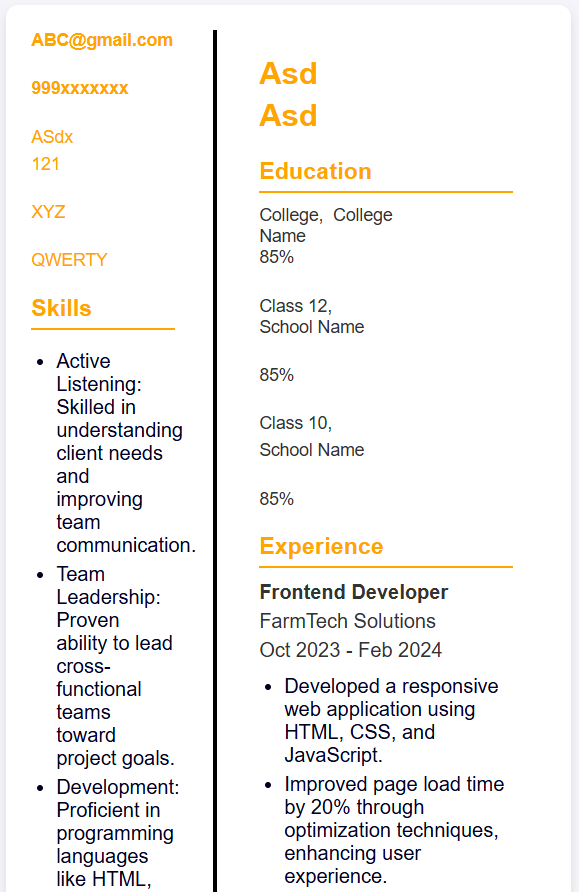 ABC@gmail.com
999xxxxxxx
ASdx
121
XYZ
QWERTY
Skills
Active
Listening:
Skilled in
understanding
client needs
and
improving
team
communication.
Team
Leadership:
Proven
ability to lead
cross-
functional
teams
toward
project goals.
Development:
Proficient in
programming
languages
like HTML,
Asd
Asd
Education
College,  College
Name
85%
Class 12,
School Name
85%
Class 10,
School Name
85%
Experience
Frontend Developer
FarmTech Solutions
Oct 2023 - Feb 2024
Developed a responsive
web application using
HTML, CSS, and
JavaScript.
Improved page load time
by 20% through
optimization techniques,
enhancing user
experience.